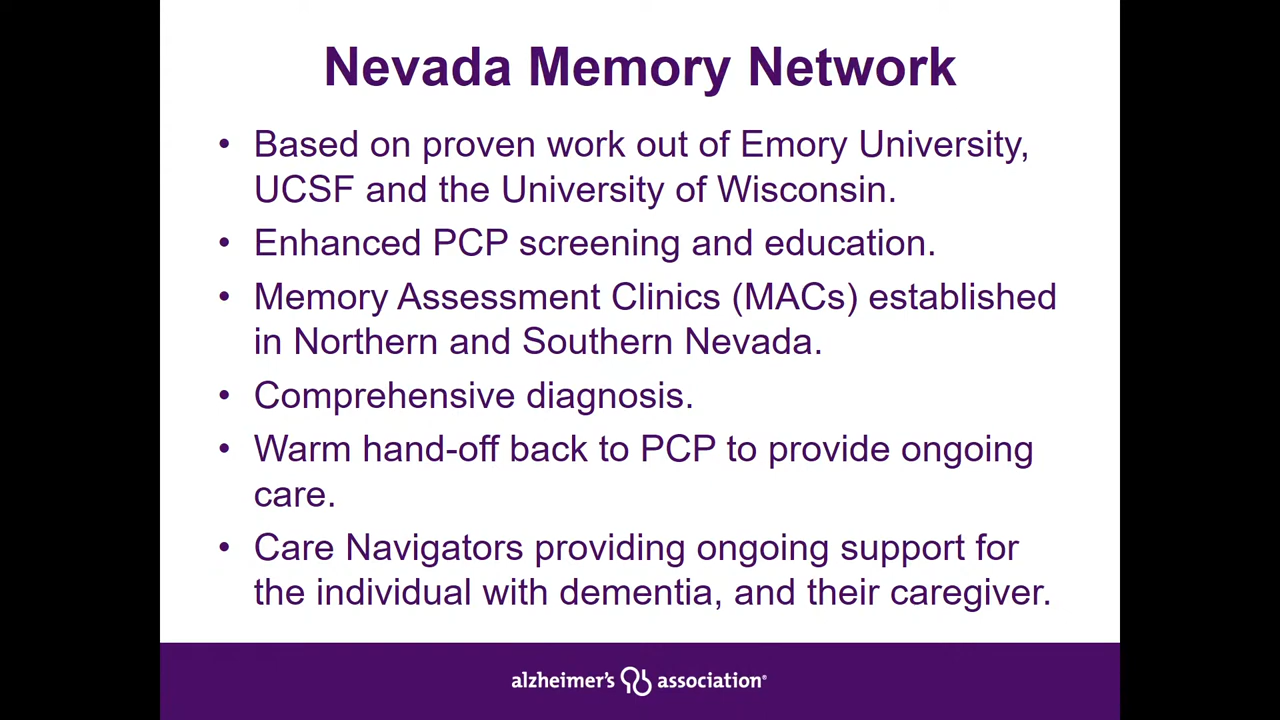 Nevada Memory Network
• Based on proven work out of Emory University,
UCSF and the University of Wisconsin.
• Enhanced PCP screening and education.
• Memory Assessment Clinics (MACs) established
in Northern and Southern Nevada.
• Comprehensive diagnosis.
• Warm hand-off back to PCP to provide ongoing
care.
• Care Navigators providing ongoing support for
the individual with dementia, and their caregiver.
alzheimer's association®